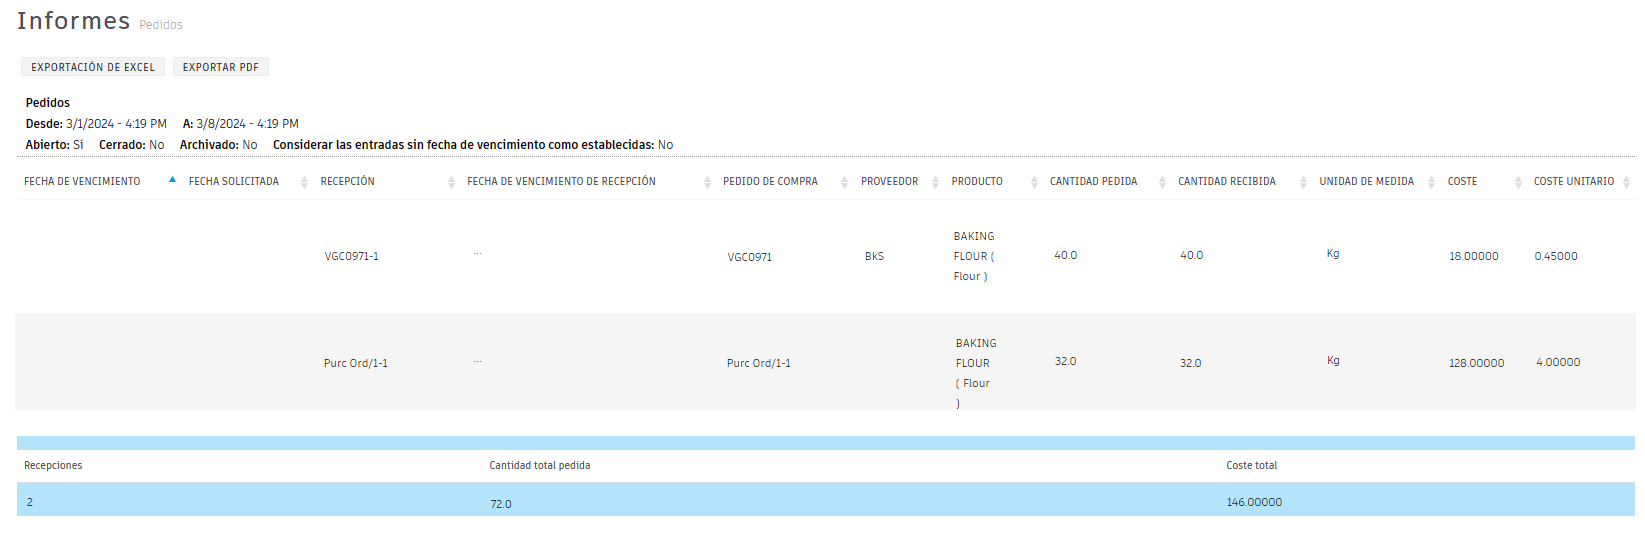 Informes Pedidos
EXPORTACIÓN DE EXCEL EXPORTAR PDF
Pedidos
Desde: 3/1/2024 - 4:19 PM A: 3/8/2024 - 4:19 PM
Abierto: Sí Cerrado: No Archivado: No Considerar las entradas sin fecha de vencimiento como establecidas: No
FECHA DE VENCIMIENTO FECHA SOLICITADA RECEPCIÓN FECHA DE VENCIMIENTO DE RECEPCIÓN PEDIDO DE COMPRA PROVEEDOR PRODUCTO CANTIDAD PEDIDA CANTIDAD RECIBIDA UNIDAD DE MEDIDA COSTE COSTE UNITARIO
VGC0971-1 ... VGC0971 BkS BAKING FLOUR ( Flour ) 40.0 40.0 Kg 18.00000 0.45000
Purc Ord/1-1 ... Purc Ord/1-1 BAKING FLOUR ( Flour ) 32.0 32.0 Kg 128.00000 4.00000
Recepciones Cantidad total pedida Coste total
2 72.0 146.00000